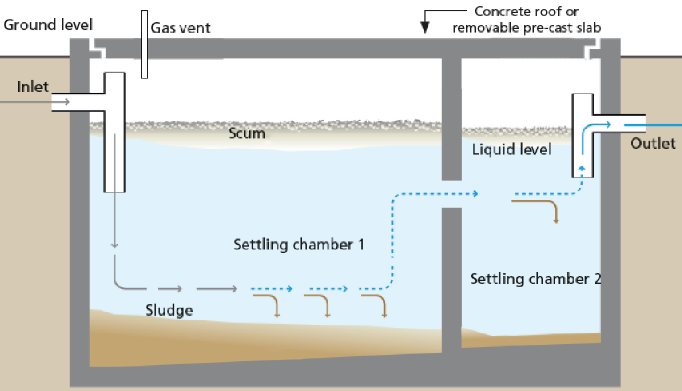 Concrete roof or
removable pre-cast slab
Ground level
Gas vent
Inlet
Scum
Liquid level
Outlet
Settling chamber 1
Settling chamber 2
Sludge